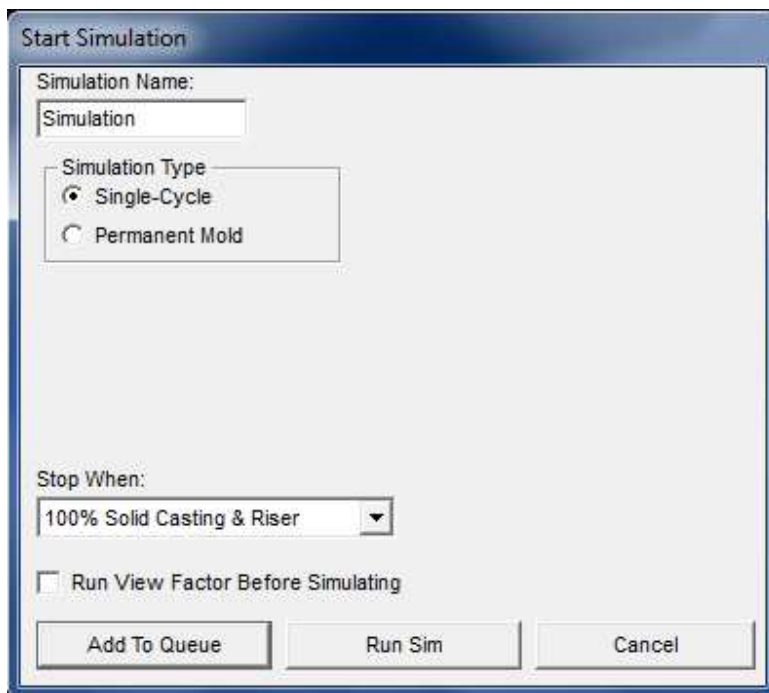 Start Simulation
Simulation Name:
Simulation
Simulation Type
Single-Cycle
Permanent Mold
Stop When:
100% Solid Casting & Riser
Run View Factor Before Simulating
Add To Queue
Run Sim
Cancel